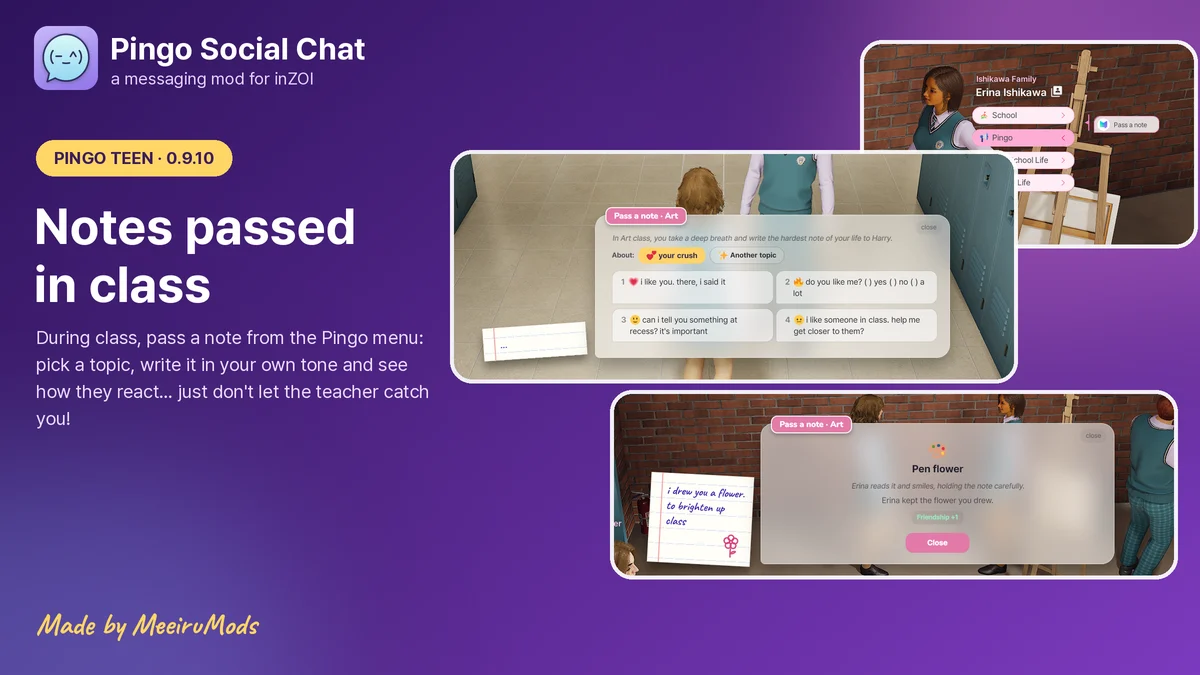 (-_^)
Pingo Social Chat
a messaging mod for inZOI
PINGO TEEN · 0.9.10
Notes passed
in class
During class, pass a note from the Pingo menu:
pick a topic, write it in your own tone and see
how they react... just don't let the teacher catch
you!
Made by MeeiruMods
Ishikawa Family
Erina Ishikawa
School
Pingo
Pass a note
chool Life
Life
Pass a note · Art
close
In Art class, you take a deep breath and write the hardest note of your life to Harry.
About:
💕 your crush
✨ Another topic
1 💗 i like you. there, i said it
2 🔥 do you like me? ( ) yes ( ) no ( ) a
lot
3 🙂 can i tell you something at
recess? it's important
4 😖 i like someone in class. help me
get closer to them?
...
Pass a note · Art
close
Pen flower
Erina reads it and smiles, holding the note carefully.
Erina kept the flower you drew.
Friendship +1
Close
i drew you a flower.
to brighten up
class
er